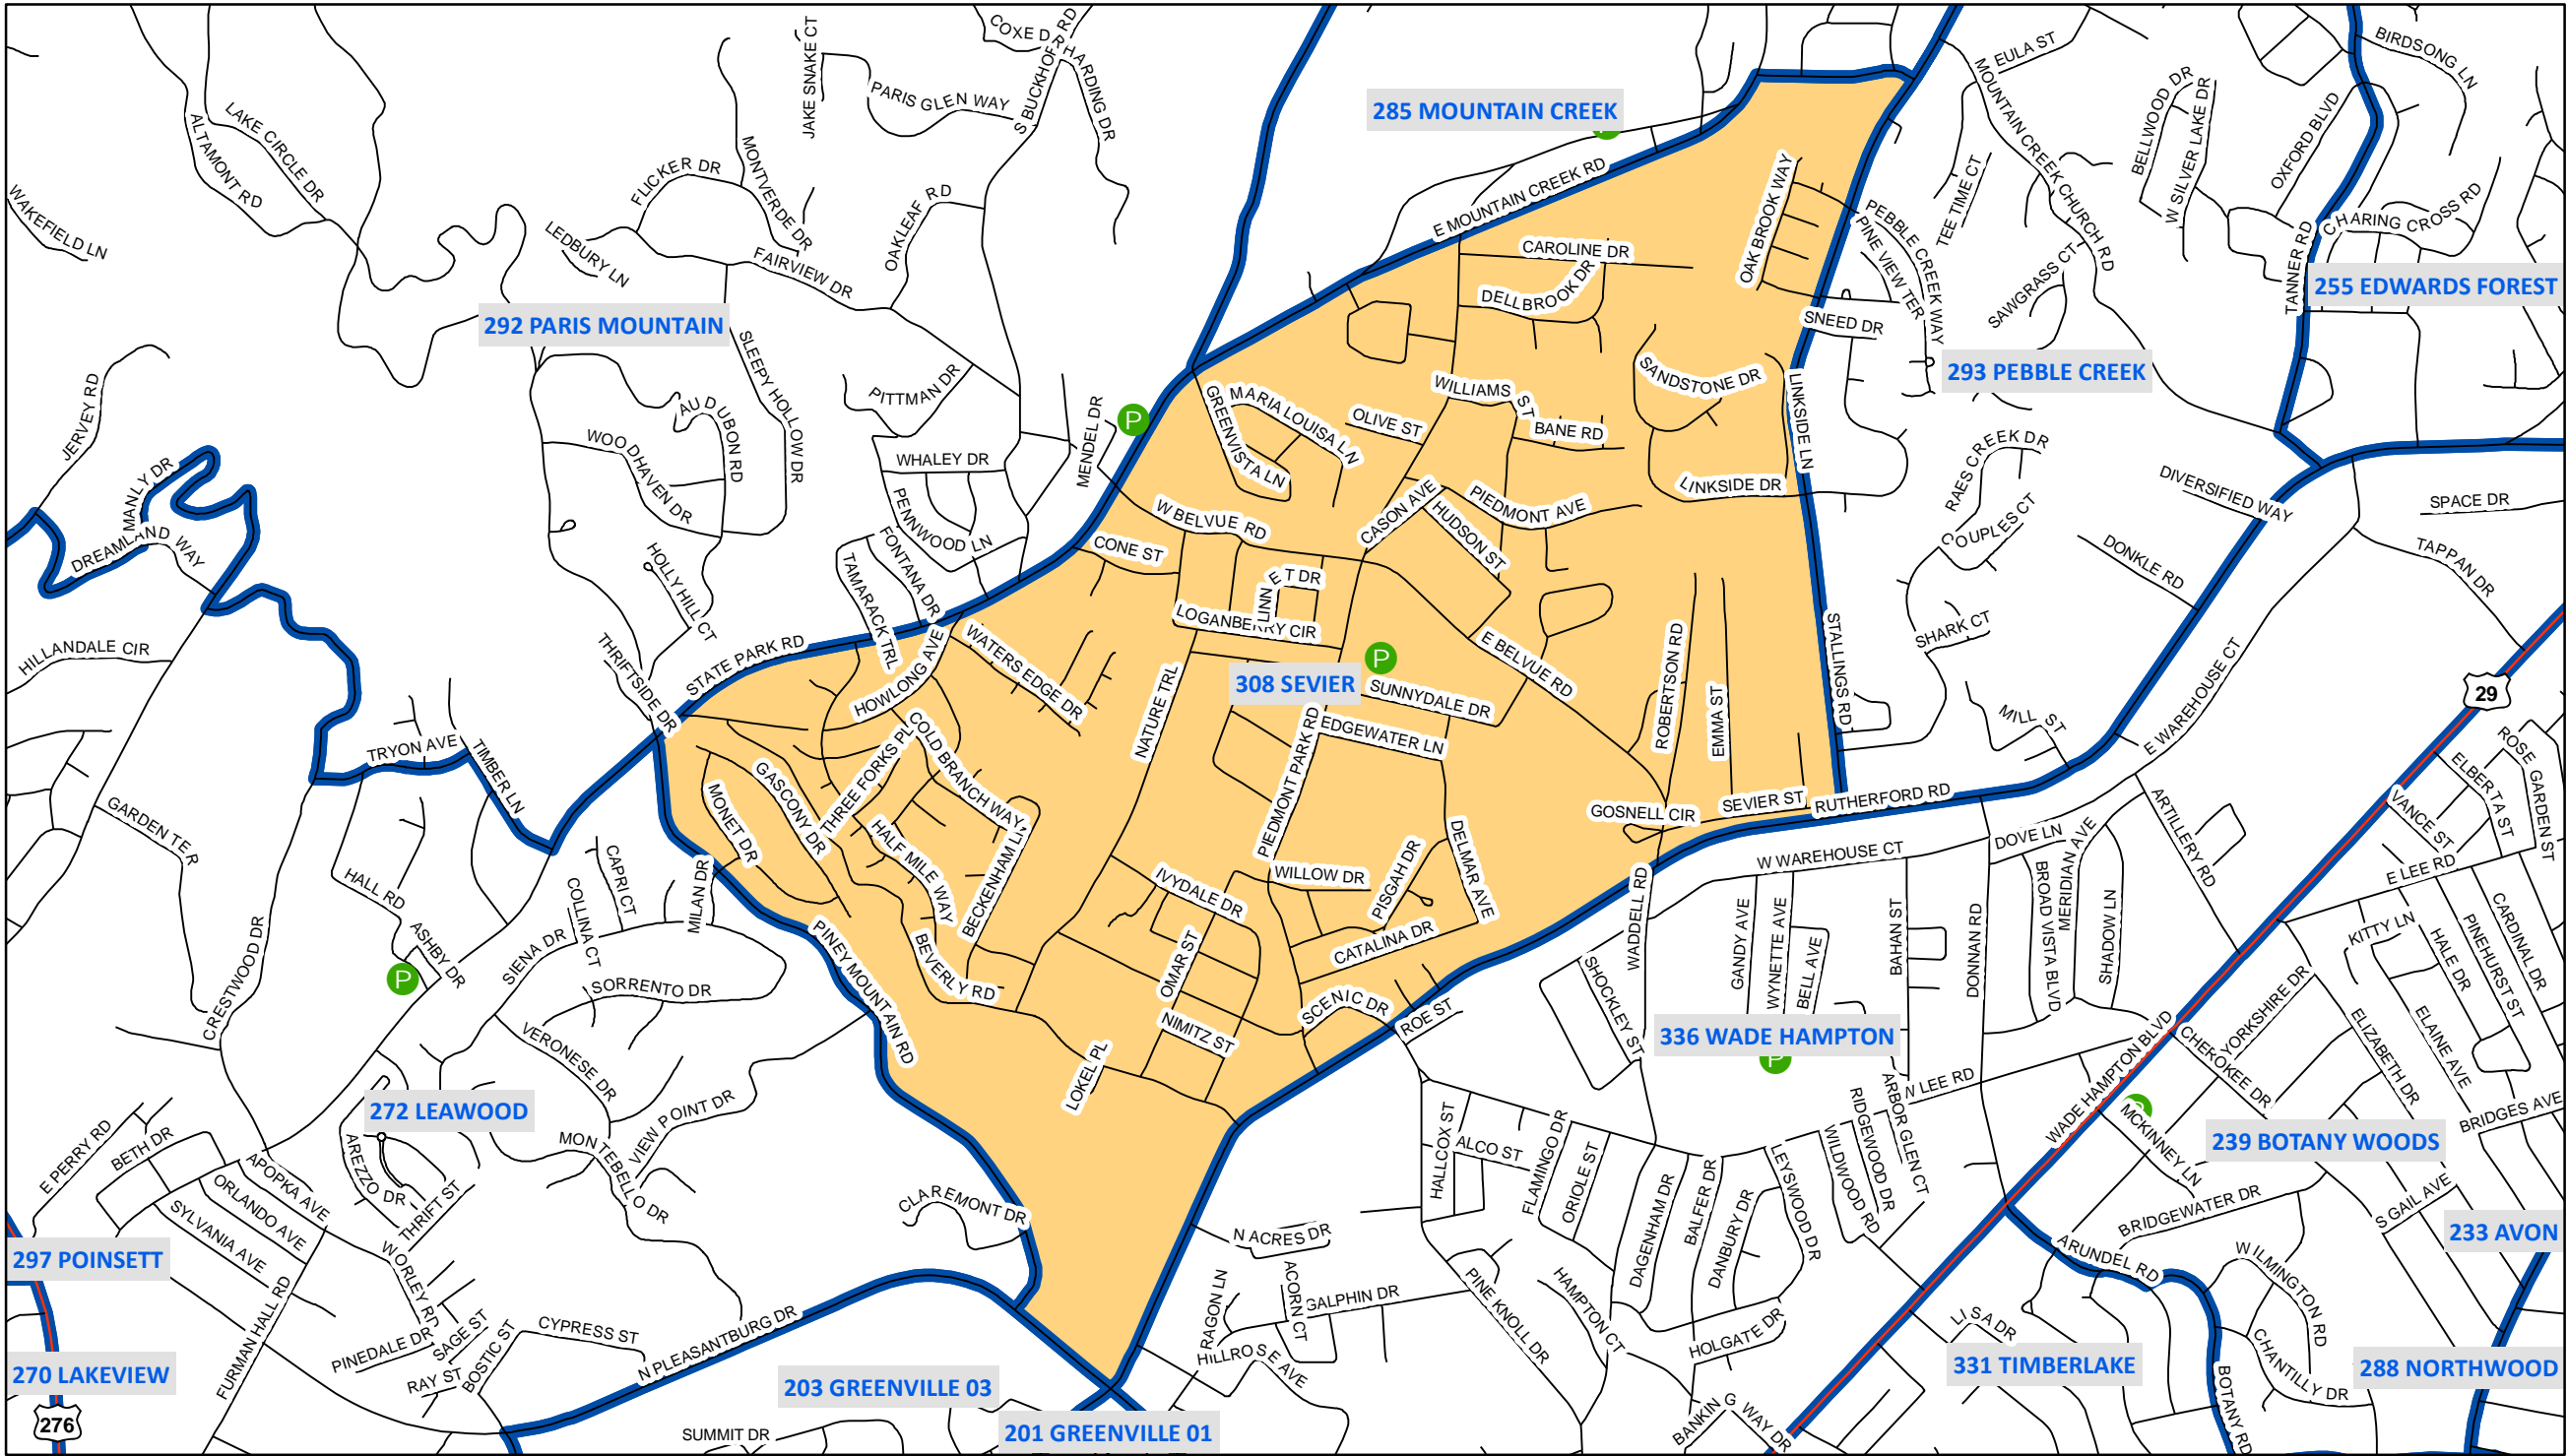 COXE DR
HARDING DR
S BUCKHORN RD
JAKE SNAKE CT
PARIS GLEN WAY
LAKE CIRCLE DR
ALTAMONT RD
WAKEFIELD LN
FLICKER DR
MONTVERDE DR
LEDBURY LN
FAIRVIEW DR
OAKLEAF RD
285 MOUNTAIN CREEK
E MOUNTAIN CREEK RD
EULA ST
MOUNTAIN CREEK CHURCH RD
BIRDSONG LN
BELLWOOD DR
W SILVER LAKE DR
OXFORD BLVD
CHARING CROSS RD
TANNER RD
TEE TIME CT
SAWGRASS CT
PEBBLE CREEK WAY
PINE VIEW TER
OAK BROOK WAY
CAROLINE DR
DELLBROOK DR
SNEED DR
255 EDWARDS FOREST
292 PARIS MOUNTAIN
293 PEBBLE CREEK
JERVEY RD
SLEEPY HOLLOW DR
AUDUBON RD
WOODHAVEN DR
PITTMAN DR
WHALEY DR
MENDEL DR
P
PENNWOOD LN
FONTANA DR
TAMARACK TRL
HOLLY HILL CT
GREENVISTA LN
MARIA LOUISA LN
OLIVE ST
WILLIAMS ST
BANE RD
SANDSTONE DR
LINKSIDE LN
LINKSIDE DR
RAES CREEK DR
COUPLES CT
DIVERSIFIED WAY
SPACE DR
TAPPAN DR
DONKLE RD
SHARK CT
MANLY DR
DREAMLAND WAY
HILLANDALE CIR
W BELVUE RD
CONE ST
CASON AVE
HUDSON ST
PIEDMONT AVE
LINNET DR
LOGANBERRY CIR
E BELVUE RD
P
308 SEVIER
SUNNYDALE DR
EDGEWATER LN
PIEDMONT PARK RD
NATURE TRL
ROBERTSON RD
EMMA ST
STALLINGS RD
THRIFTSIDE DR
STATE PARK RD
HOWLONG AVE
WATERS EDGE DR
COLD BRANCH WAY
THREE FORKS PL
GASCONY DR
MONET DR
HALF MILE WAY
BECKENHAM LN
BEVERLY RD
TRYON AVE
TIMBER LN
GARDEN TER
HALL RD
ASHBY DR
P
CRESTWOOD DR
CAPRI CT
COLLINA CT
MILAN DR
SIENA DR
SORRENTO DR
VERONESE DR
PINEY MOUNTAIN RD
VIEW POINT DR
MONTEBELLO DR
CLAREMONT DR
GOSNELL CIR
SEVIER ST
RUTHERFORD RD
MILL ST
E WAREHOUSE CT
W WAREHOUSE CT
29
IVYDALE DR
WILLOW DR
PISGAH DR
DELMAR AVE
CATALINA DR
OMAR ST
NIMITZ ST
SCENIC DR
ROE ST
LOKEL PL
WADDELL RD
SHOCKLEY ST
GANDY AVE
WYNETTE AVE
BELL AVE
BAHAN ST
DONNAN RD
DOVE LN
BROAD VISTA BLVD
MERIDIAN AVE
SHADOW LN
ARTILLERY RD
ROSE GARDEN ST
ELBERTA ST
VANCE ST
E LEE RD
KITTY LN
HALE DR
PINEHURST ST
CARDINAL DR
YORKSHIRE DR
ELIZABETH DR
ELAINE AVE
CHEROKEE DR
BRIDGES AVE
336 WADE HAMPTON
W LEE RD
WADE HAMPTON BLVD
MCKINNEY LN
239 BOTANY WOODS
BRIDGEWATER DR
S GAIL AVE
233 AVON
ARUNDEL RD
WILMINGTON RD
CHANTILLY DR
BOTANY RD
LISA DR
331 TIMBERLAKE
288 NORTHWOOD
272 LEAWOOD
E PERRY RD
BETH DR
APOPKA AVE
ORLANDO AVE
SYLVANIA AVE
AREZZO DR
THRIFT ST
WORLEY RD
297 POINSETT
270 LAKEVIEW
276
FURMAN HALL RD
PINEDALE DR
SAGE ST
RAY ST
BOSTIC ST
CYPRESS ST
N PLEASANTBURG DR
SUMMIT DR
203 GREENVILLE 03
201 GREENVILLE 01
N ACRES DR
ACORN CT
GALPHIN DR
HILLROSE AVE
HALLCOX ST
ALCO ST
FLAMINGO DR
ORIOLE ST
DAGENHAM DR
BALFER DR
DANBURY DR
LEYSWOOD DR
WILDWOOD RD
RIDGEWOOD DR
ARBOR GLEN CT
PINE KNOLL DR
HAMPTON CT
HOLGATE DR
BANKING WAY DR